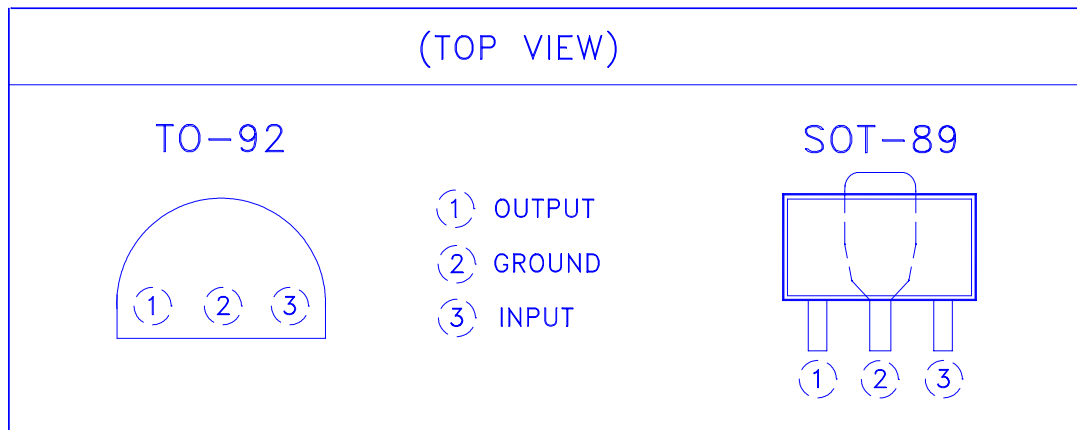 (TOP VIEW)
TO-92
1 2 3
① OUTPUT
② GROUND
③ INPUT
SOT-89
① ② ③